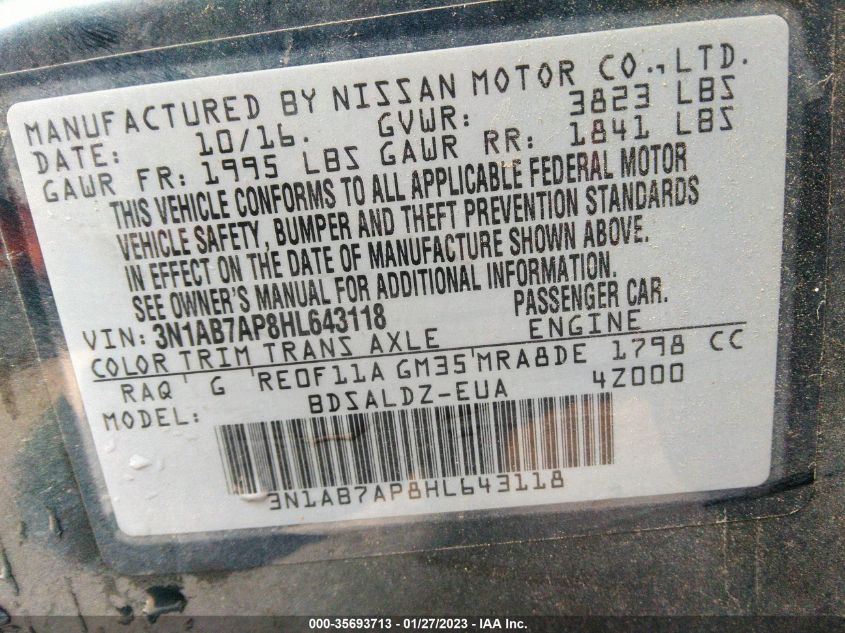 MANUFACTURED BY NISSAN MOTOR CO., LTD.
DATE: 10/16. GVWR: 3823 LBS
GAWR FR: 1995 LBS GAWR RR: 1841 LBS
THIS VEHICLE CONFORMS TO ALL APPLICABLE FEDERAL MOTOR
VEHICLE SAFETY, BUMPER AND THEFT PREVENTION STANDARDS
IN EFFECT ON THE DATE OF MANUFACTURE SHOWN ABOVE.
SEE OWNER'S MANUAL FOR ADDITIONAL INFORMATION.
VIN: 3N1AB7AP8HL643118 PASSENGER CAR.
COLOR TRIM TRANS AXLE ENGINE
RAQ G RE0F11A GM35 MRA8DE 1798 CC
MODEL: BDSALDZ-EUA 4Z000
3N1AB7AP8HL643118
000-35693713 - 01/27/2023 - IAA Inc.